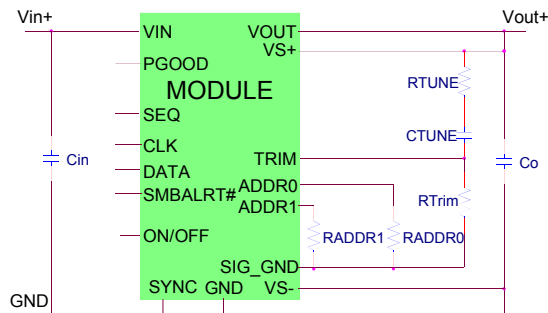 Vin+
Vout+
VIN
VOUT
VS+
PGOOD
RTUNE
MODULE
SEQ
CTUNE
CLK
Cin
TRIM
Co
DATA
ADDR0
SMBALRT#
RTrim
ADDR1
ON/OFF
RADDR1
RADDR0
SIG_GND
GND
SYNC
GND
VS-